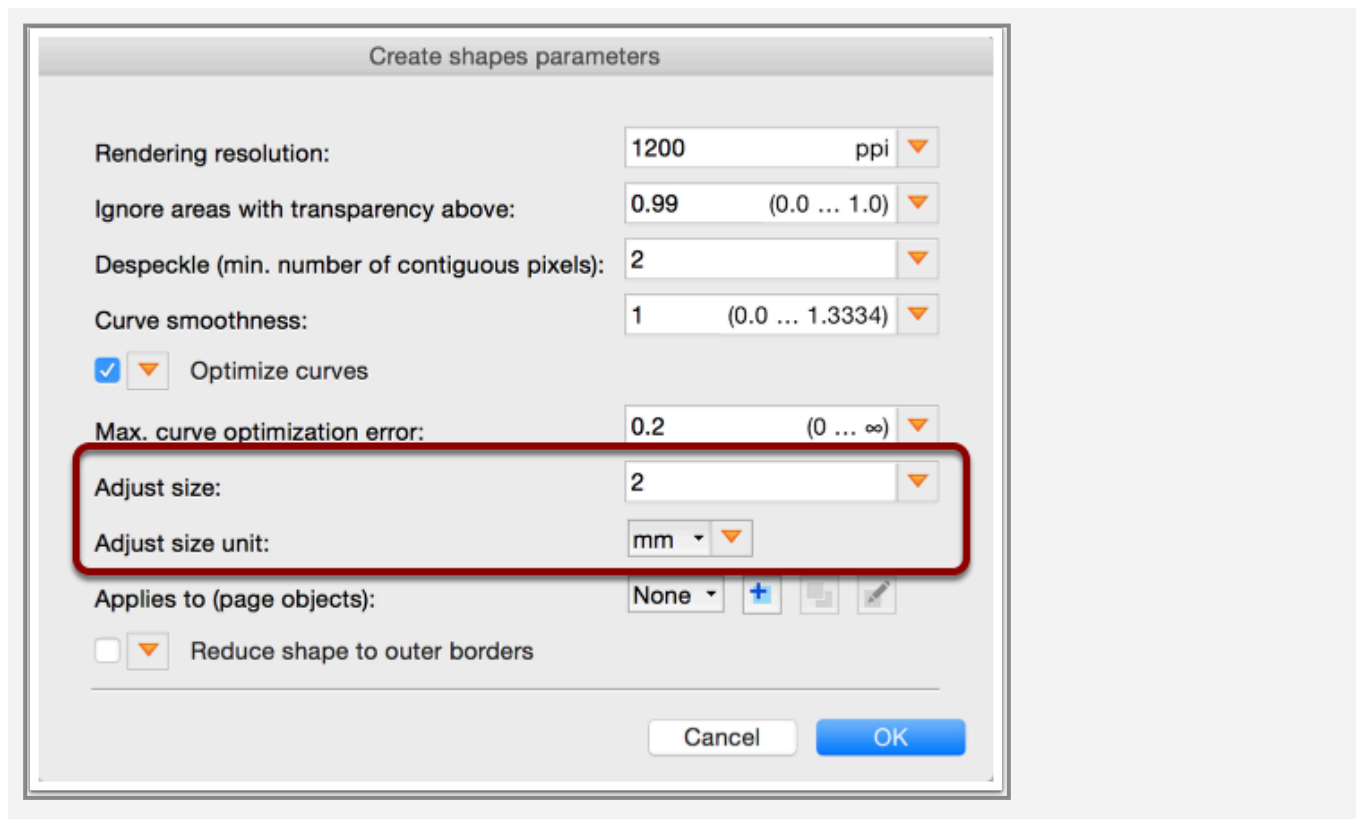 Create shapes parameters
Rendering resolution: 1200 ppi
Ignore areas with transparency above: 0.99 (0.0 ... 1.0)
Despeckle (min. number of contiguous pixels): 2
Curve smoothness: 1 (0.0 ... 1.3334)
Optimize curves
Max. curve optimization error: 0.2 (0 ... ∞)
Adjust size: 2
Adjust size unit: mm
Applies to (page objects): None
Reduce shape to outer borders
Cancel OK